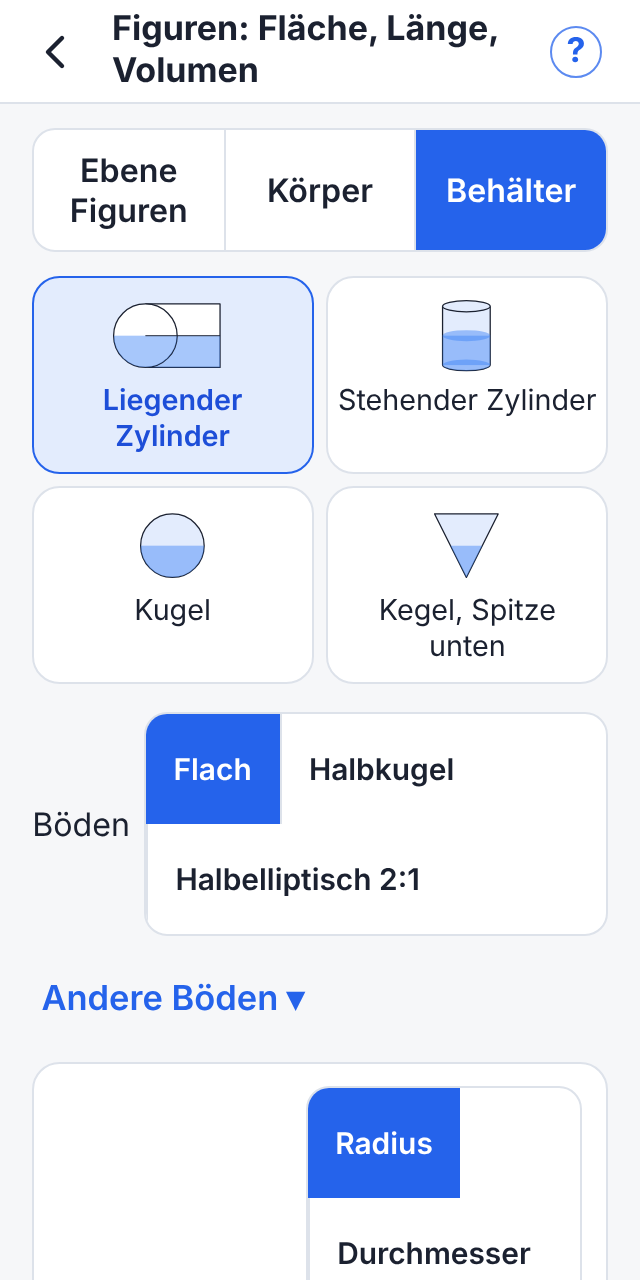 Figuren: Fläche, Länge,
Volumen
?
Ebene
Figuren
Körper
Behälter
Liegender
Zylinder
Stehender Zylinder
Kugel
Kegel, Spitze
unten
Böden
Flach
Halbkugel
Halbelliptisch 2:1
Andere Böden ▾
Radius
Durchmesser